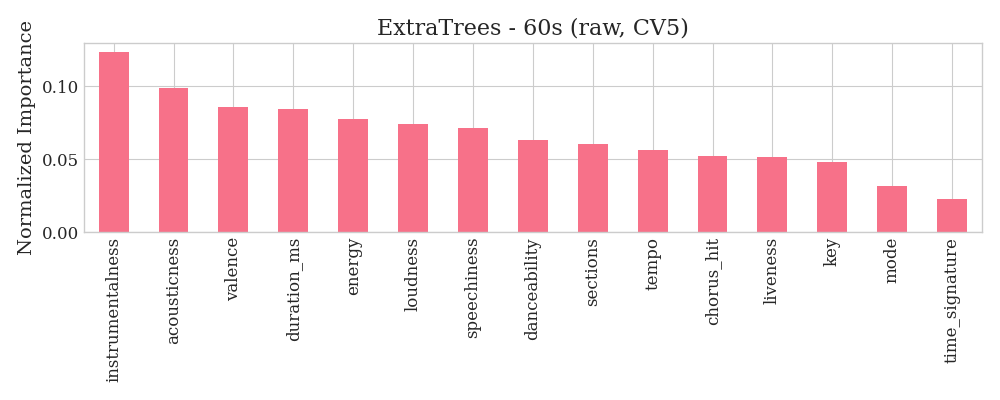 ExtraTrees - 60s (raw, CV5)
Normalized Importance
0.10
0.05
0.00
instrumentalness
acousticness
valence
duration_ms
energy
loudness
speechiness
danceability
sections
tempo
chorus_hit
liveness
key
mode
time_signature